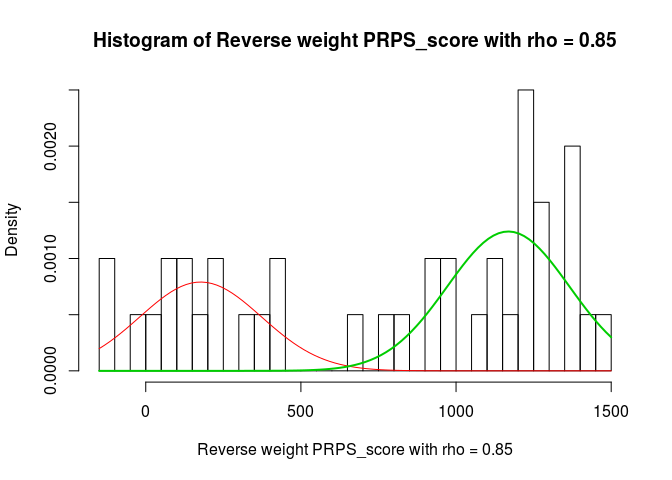 Histogram of Reverse weight PRPS_score with rho = 0.85
Density
0.0020
0.0010
0.0000
0 500 1000 1500
Reverse weight PRPS_score with rho = 0.85